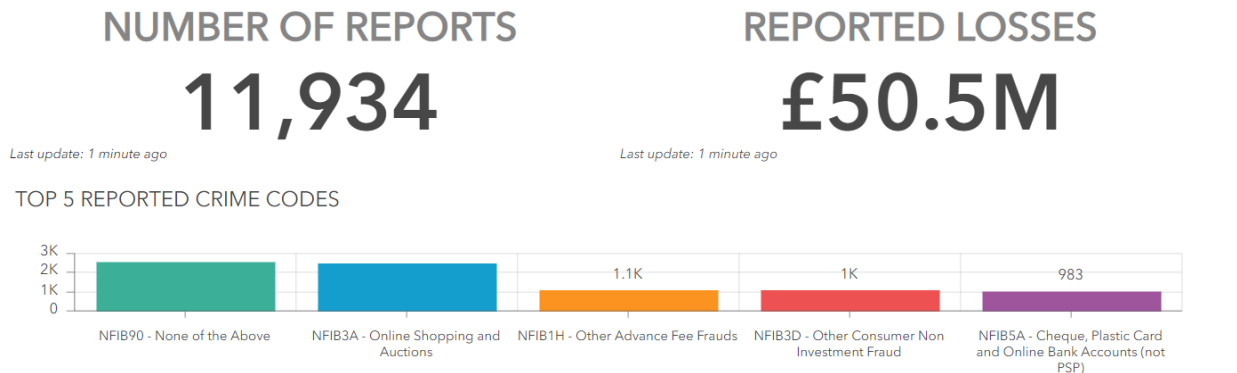 NUMBER OF REPORTS
11,934
Last update: 1 minute ago
REPORTED LOSSES
£50.5M
Last update: 1 minute ago
TOP 5 REPORTED CRIME CODES
3K
2K
1K
0
1.1K
1K
983
NFIB90 - None of the Above
NFIB3A - Online Shopping and
Auctions
NFIB1H - Other Advance Fee Frauds
NFIB3D - Other Consumer Non
Investment Fraud
NFIB5A - Cheque, Plastic Card
and Online Bank Accounts (not
PSP)